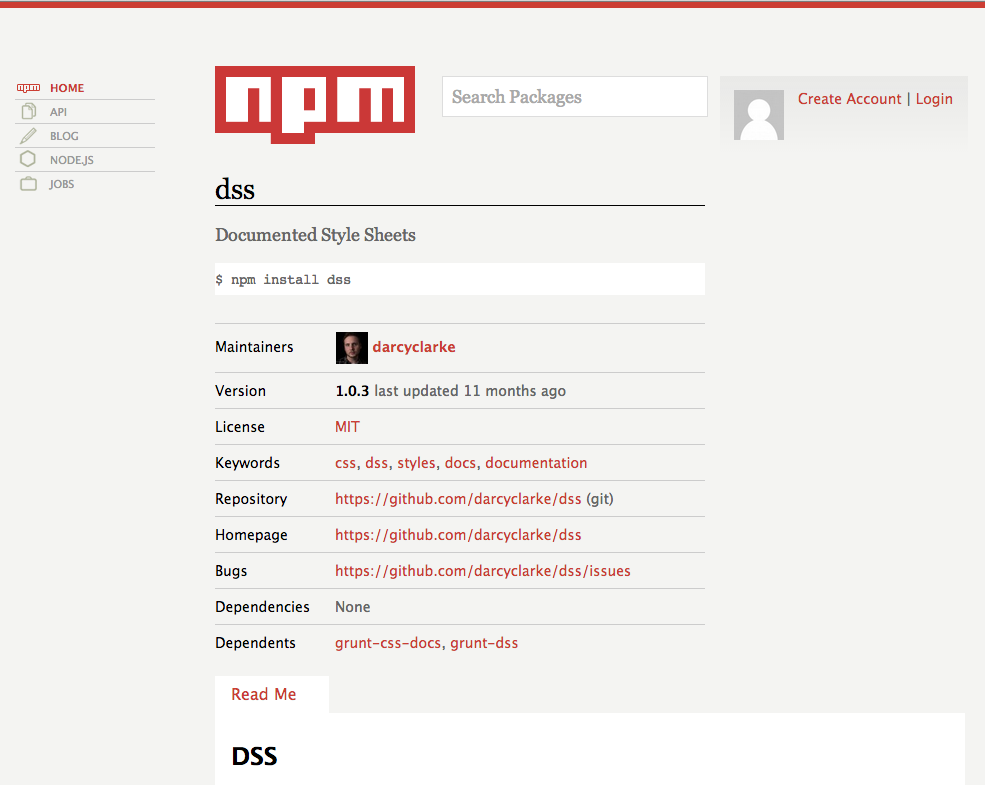 HOME
API
BLOG
NODE.JS
JOBS
npm
Search Packages
Create Account | Login
dss
Documented Style Sheets
$ npm install dss
Maintainers darcyclarke
Version 1.0.3 last updated 11 months ago
License MIT
Keywords css, dss, styles, docs, documentation
Repository https://github.com/darcyclarke/dss (git)
Homepage https://github.com/darcyclarke/dss
Bugs https://github.com/darcyclarke/dss/issues
Dependencies None
Dependents grunt-css-docs, grunt-dss
Read Me
DSS